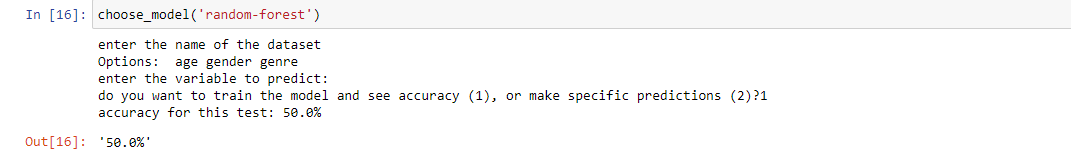 In [16]: choose_model('random-forest')
enter the name of the dataset
Options:  age gender genre
enter the variable to predict:
do you want to train the model and see accuracy (1), or make specific predictions (2)?1
accuracy for this test: 50.0%
Out[16]: '50.0%'